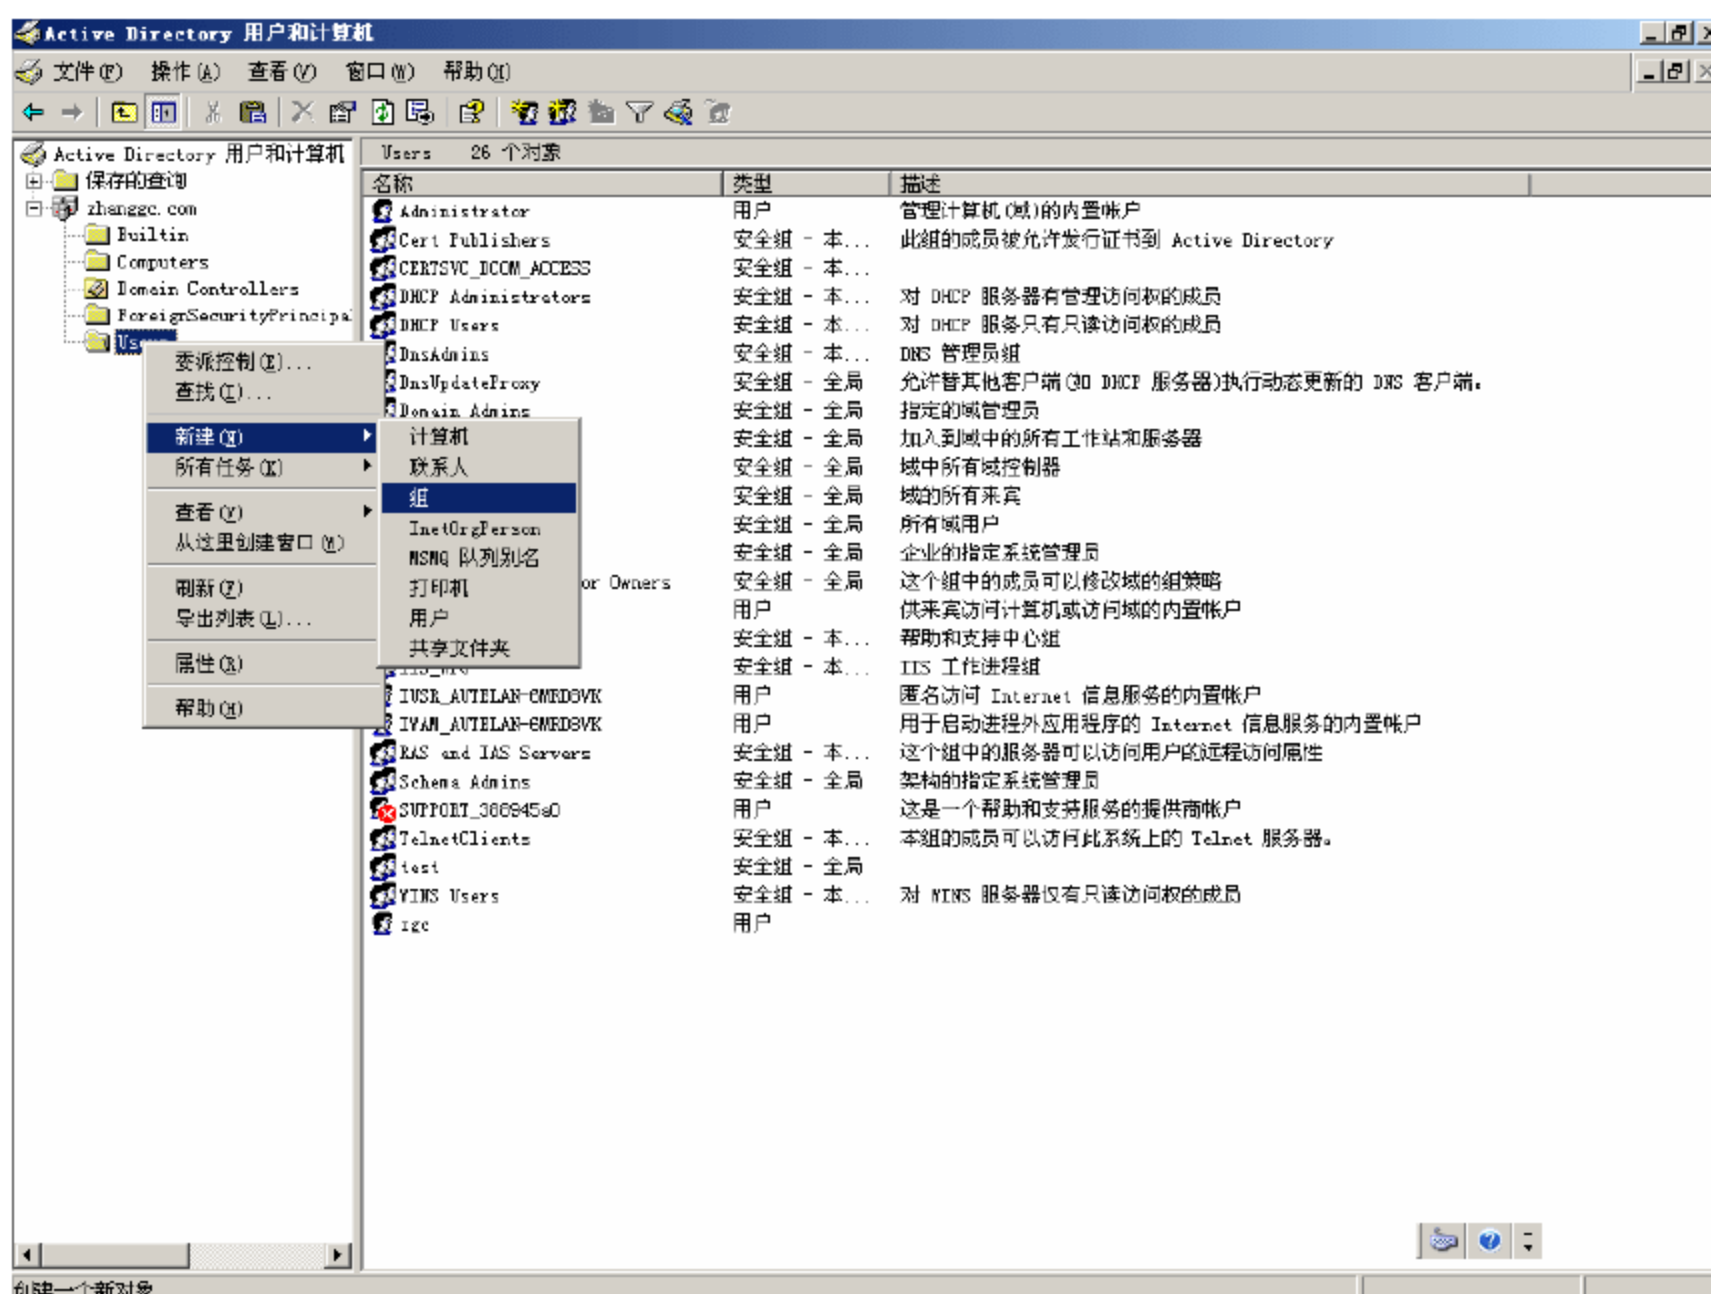 Active Directory 用户和计算机
文件(F) 操作(A) 查看(V) 窗口(W) 帮助(H)
Active Directory 用户和计算机
保存的查询
zhanggc.com
Builtin
Computers
Domain Controllers
ForeignSecurityPrincipal
Users
委派控制(E)...
查找(I)...
新建(N)
所有任务(K)
查看(V)
从这里创建窗口(W)
刷新(F)
导出列表(L)...
属性(R)
帮助(H)
计算机
联系人
组
InetOrgPerson
MSMQ 队列别名
打印机
用户
共享文件夹
Users 26 个对象
名称 类型 描述
Administrator 用户 管理计算机(域)的内置帐户
Cert Publishers 安全组 - 本... 此组的成员被允许发行证书到 Active Directory
CERTSVC_DCOM_ACCESS 安全组 - 本...
DHCP Administrators 安全组 - 本... 对 DHCP 服务器有管理访问权的成员
DHCP Users 安全组 - 本... 对 DHCP 服务只有只读访问权的成员
DnsAdmins 安全组 - 本... DNS 管理员组
DnsUpdateProxy 安全组 - 全局 允许替其他客户端(如 DHCP 服务器)执行动态更新的 DNS 客户端。
Domain Admins 安全组 - 全局 指定的域管理员
安全组 - 全局 加入到域中的所有工作站和服务器
安全组 - 全局 域中所有域控制器
安全组 - 全局 域的所有来宾
安全组 - 全局 所有域用户
安全组 - 全局 企业的指定系统管理员
or Owners 安全组 - 全局 这个组中的成员可以修改域的组策略
用户 供来宾访问计算机或访问域的内置帐户
安全组 - 本... 帮助和支持中心组
安全组 - 本... IIS 工作进程组
IUSR_AUTELAN-6MRD8VK 用户 匿名访问 Internet 信息服务的内置帐户
IWAM_AUTELAN-6MRD8VK 用户 用于启动进程外应用程序的 Internet 信息服务的内置帐户
RAS and IAS Servers 安全组 - 本... 这个组中的服务器可以访问用户的远程访问属性
Schema Admins 安全组 - 全局 架构的指定系统管理员
SUPPORT_388945a0 用户 这是一个帮助和支持服务的提供商帐户
TelnetClients 安全组 - 本... 本组的成员可以访问此系统上的 Telnet 服务器。
test 安全组 - 全局
WINS Users 安全组 - 本... 对 WINS 服务器仅有只读访问权的成员
用户
创建一个新对象